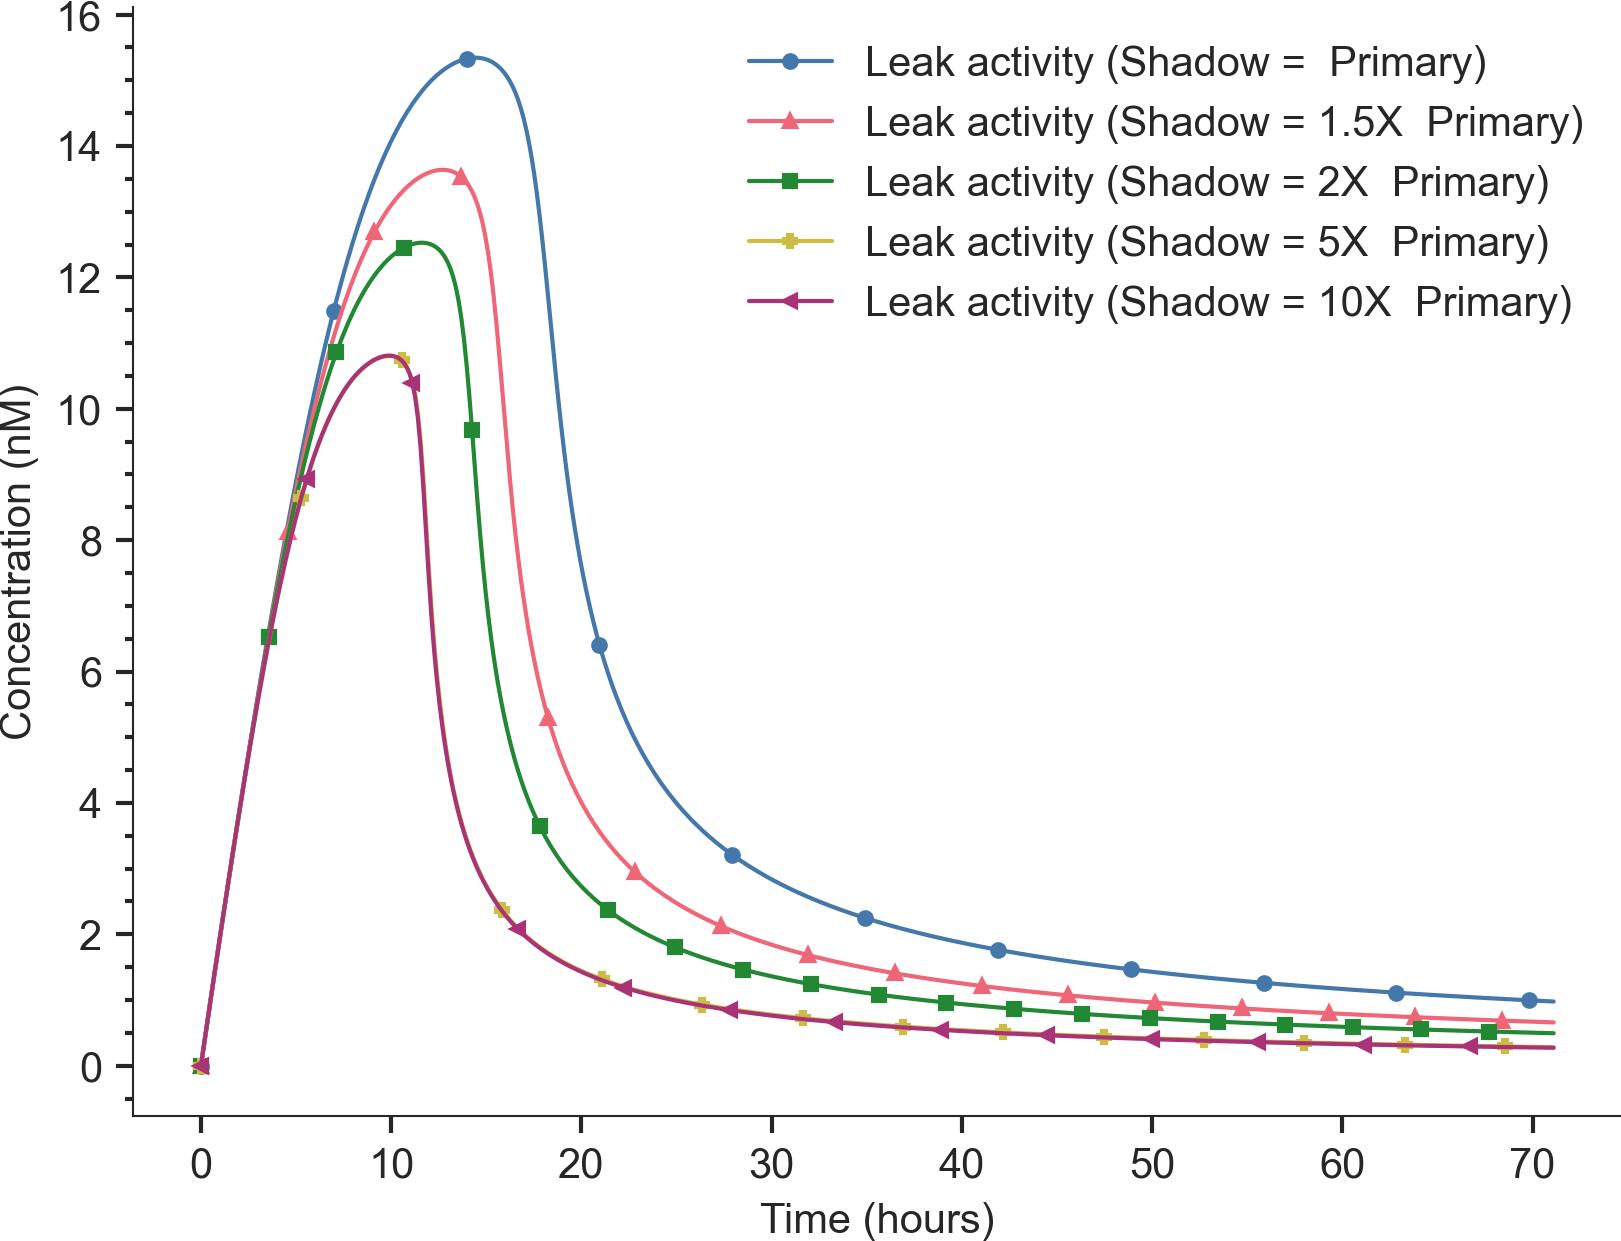 16
14
12
10
8
6
4
2
0
Concentration (nM)
Leak activity (Shadow =  Primary)
Leak activity (Shadow = 1.5X  Primary)
Leak activity (Shadow = 2X  Primary)
Leak activity (Shadow = 5X  Primary)
Leak activity (Shadow = 10X  Primary)
0 10 20 30 40 50 60 70
Time (hours)